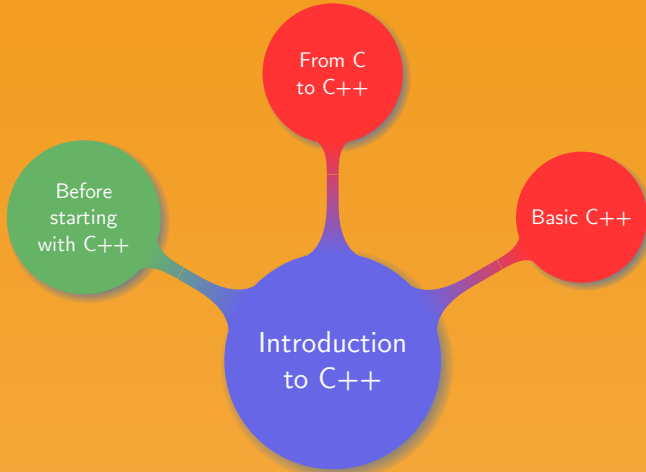 From C
to C++
Before
starting
with C++
Basic C++
Introduction
to C++